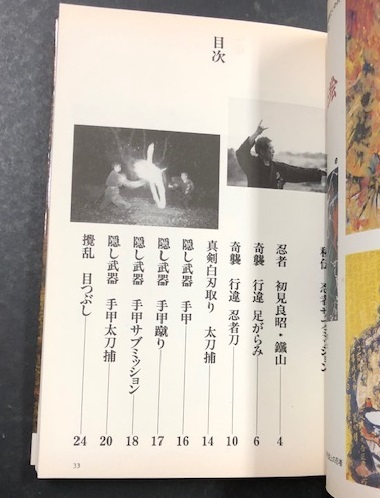 目次
忍者 初見良昭・鐵山 4
奇襲 行違 足がらみ 6
奇襲 行違 忍者刀 10
真剣白刃取り 太刀捕 14
隠し武器 手甲 16
隠し武器 手甲蹴り 17
隠し武器 手甲サブミッション 18
隠し武器 手甲太刀捕 20
攪乱 目つぶし 24
33